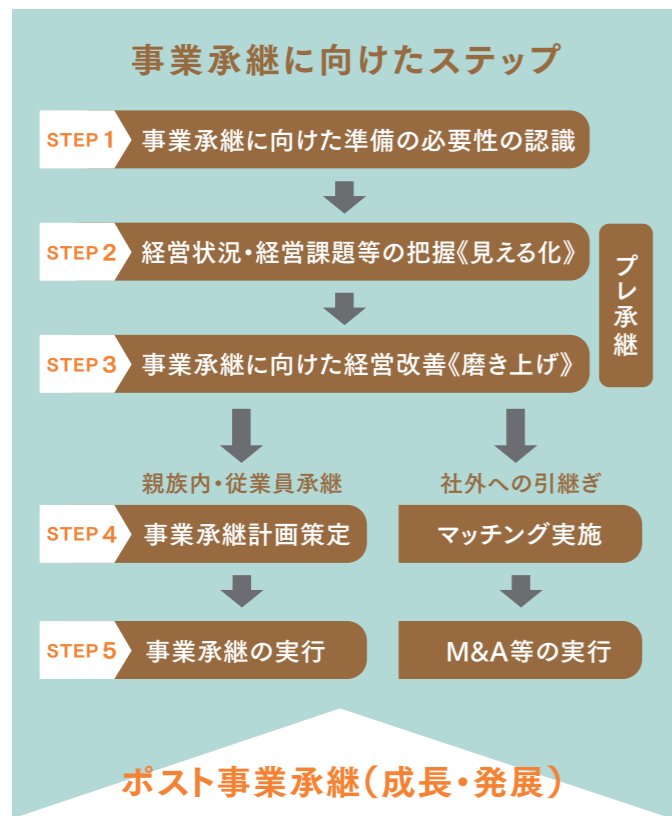 事業承継に向けたステップ
STEP 1 事業承継に向けた準備の必要性の認識
STEP 2 経営状況・経営課題等の把握《見える化》
プレ承継
STEP 3 事業承継に向けた経営改善《磨き上げ》
親族内・従業員承継
社外への引継ぎ
STEP 4 事業承継計画策定
マッチング実施
STEP 5 事業承継の実行
M&A等の実行
ポスト事業承継（成長・発展）